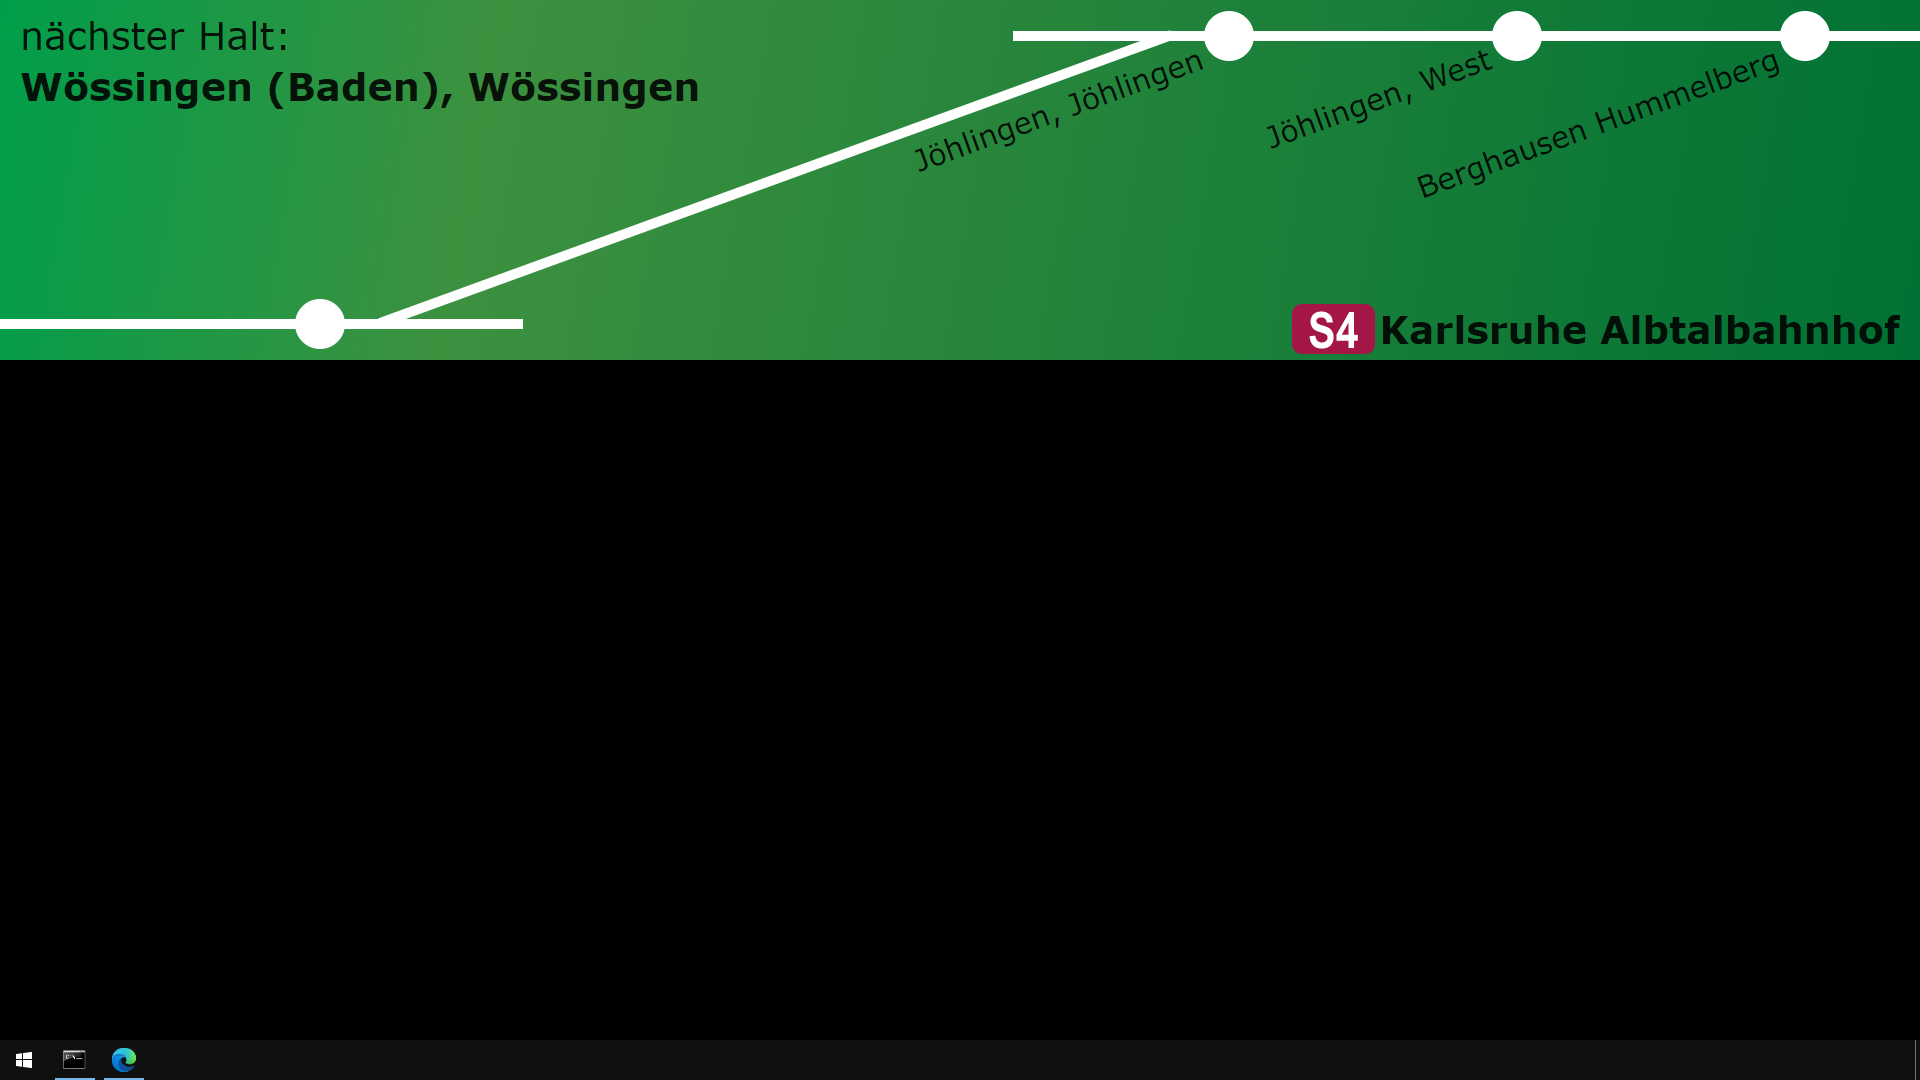 nächster Halt:
Wössingen (Baden), Wössingen
Jöhlingen, Jöhlingen
Jöhlingen, West
Berghausen Hummelberg
S4 Karlsruhe Albtalbahnhof